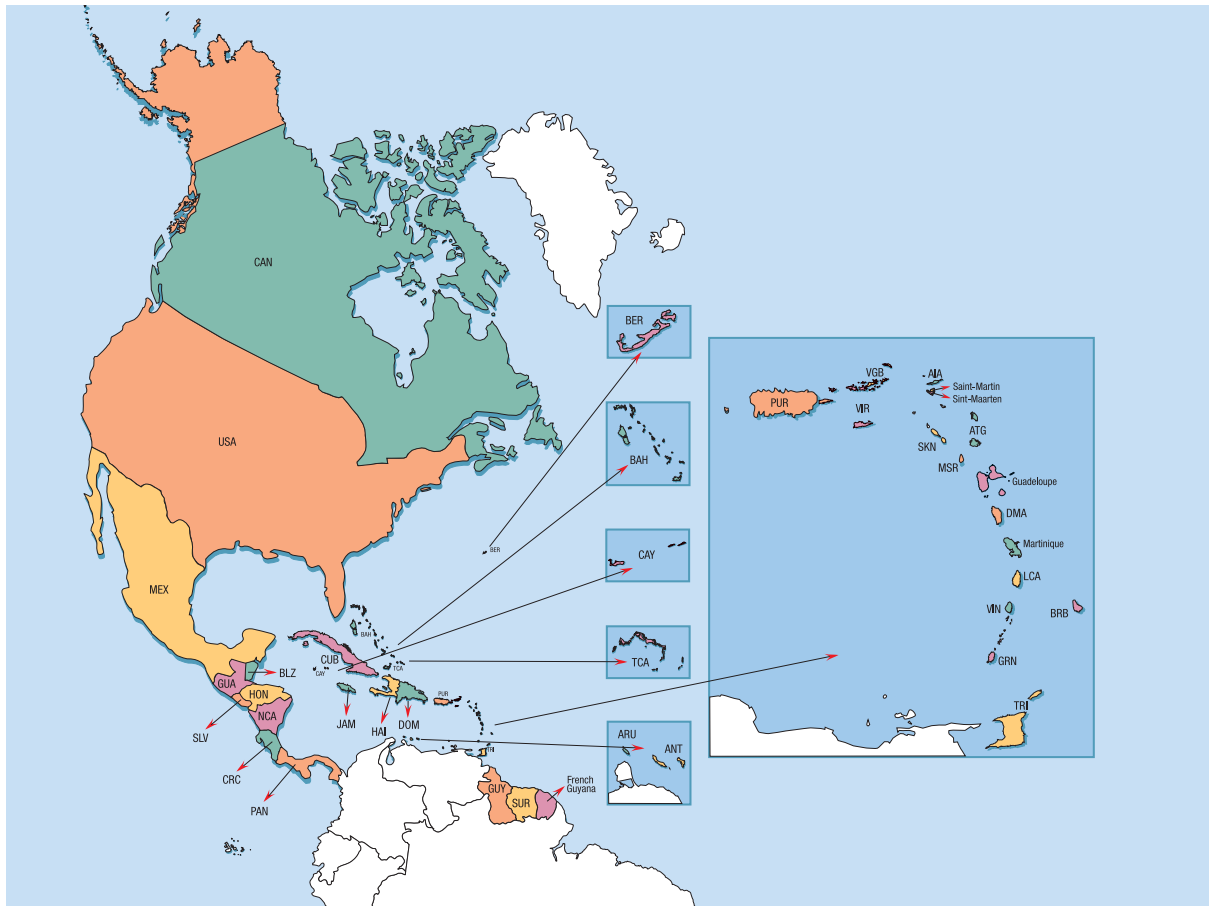 CAN
BER
VGB
AIA
Saint-Martin
Sint-Maarten
PUR
VIR
ATG
SKN
USA
BAH
MSR
Guadeloupe
DMA
BER
Martinique
CAY
LCA
MEX
VIN
BRB
BAH
CUB
GRN
TCA
TCA
CAY
BLZ
GUA
HON
PUR
TRI
NCA
JAM
HAI
DOM
SLV
ARU
ANT
TRI
CRC
French
Guyana
GUY
SUR
PAN